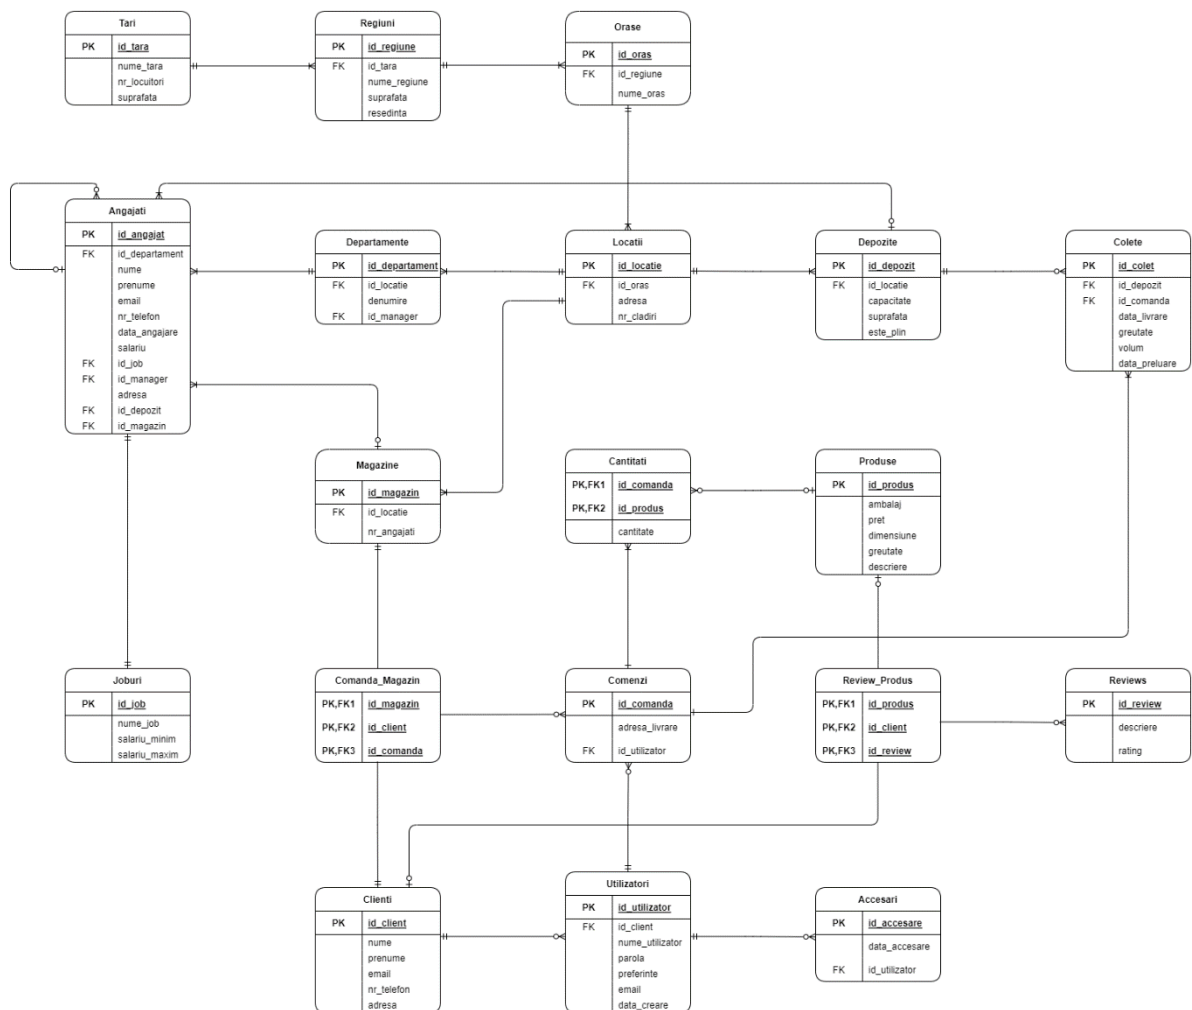 Tari
PK id_tara
nume_tara
nr_locuitori
suprafata
Regiuni
PK id_regiune
FK id_tara
nume_regiune
suprafata
resedinta
Orase
PK id_oras
FK id_regiune
nume_oras
Angajati
PK id_angajat
FK id_departament
nume
prenume
email
nr_telefon
data_angajare
salariu
FK id_job
FK id_manager
adresa
FK id_depozit
FK id_magazin
Departamente
PK id_departament
FK id_locatie
denumire
FK id_manager
Locatii
PK id_locatie
FK id_oras
adresa
nr_cladiri
Depozite
PK id_depozit
FK id_locatie
capacitate
suprafata
este_plin
Colete
PK id_colet
FK id_depozit
FK id_comanda
data_livrare
greutate
volum
data_preluare
Magazine
PK id_magazin
FK id_locatie
nr_angajati
Cantitati
PK,FK1 id_comanda
PK,FK2 id_produs
cantitate
Produse
PK id_produs
ambalaj
pret
dimensiune
greutate
descriere
Joburi
PK id_job
nume_job
salariu_minim
salariu_maxim
Comanda_Magazin
PK,FK1 id_magazin
PK,FK2 id_client
PK,FK3 id_comanda
Comenzi
PK id_comanda
adresa_livrare
FK id_utilizator
Review_Produs
PK,FK1 id_produs
PK,FK2 id_client
PK,FK3 id_review
Reviews
PK id_review
descriere
rating
Clienti
PK id_client
nume
prenume
email
nr_telefon
adresa
Utilizatori
PK id_utilizator
FK id_client
nume_utilizator
parola
preferinte
email
data_creare
Accesari
PK id_accesare
data_accesare
FK id_utilizator